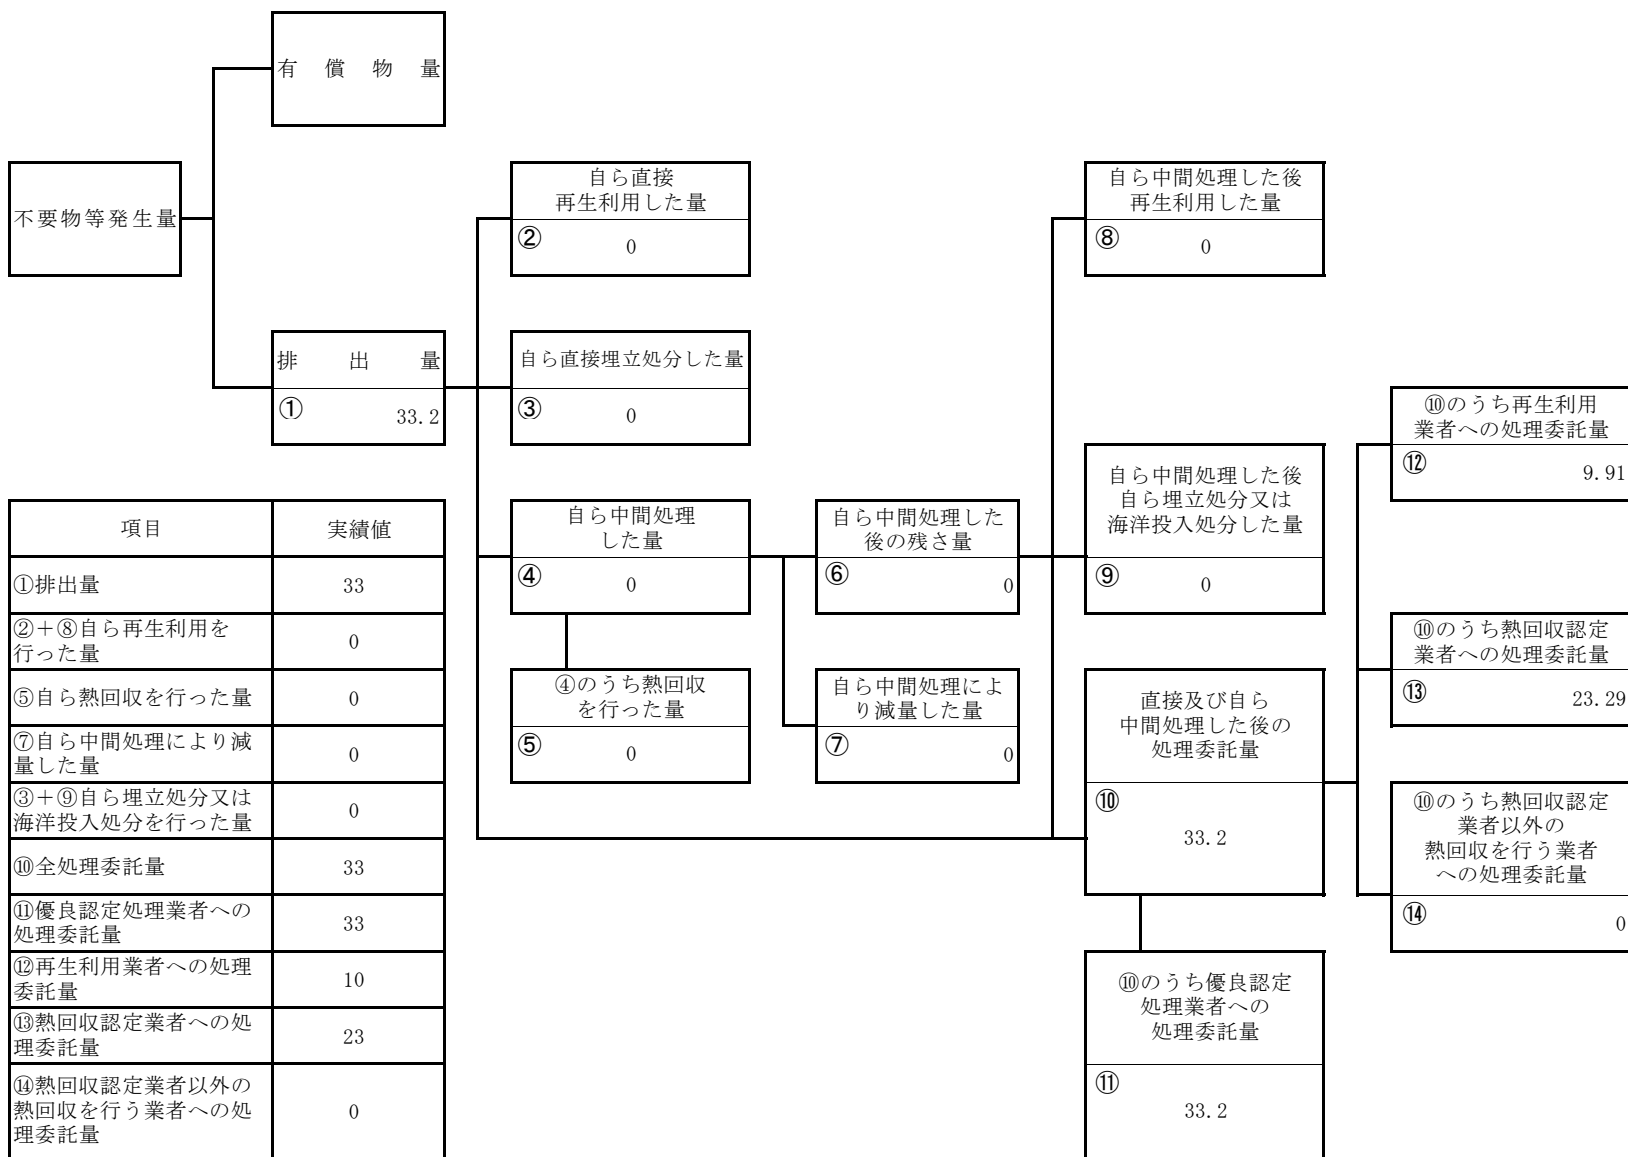 有償物量
不要物等発生量
排出量
① 33.2
自ら直接
再生利用した量
② 0
自ら直接埋立処分した量
③ 0
自ら中間処理
した量
④ 0
④のうち熱回収
を行った量
⑤ 0
自ら中間処理した
後の残さ量
⑥ 0
自ら中間処理によ
り減量した量
⑦ 0
自ら中間処理した後
再生利用した量
⑧ 0
自ら中間処理した後
自ら埋立処分又は
海洋投入処分した量
⑨ 0
直接及び自ら
中間処理した後の
処理委託量
⑩
33.2
⑩のうち優良認定
処理業者への
処理委託量
⑪
33.2
⑩のうち再生利用
業者への処理委託量
⑫ 9.91
⑩のうち熱回収認定
業者への処理委託量
⑬ 23.29
⑩のうち熱回収認定
業者以外の
熱回収を行う業者
への処理委託量
⑭ 0
項目 実績値
①排出量 33
②+⑧自ら再生利用を
行った量 0
⑤自ら熱回収を行った量 0
⑦自ら中間処理により減
量した量 0
③+⑨自ら埋立処分又は
海洋投入処分を行った量 0
⑩全処理委託量 33
⑪優良認定処理業者への
処理委託量 33
⑫再生利用業者への処理
委託量 10
⑬熱回収認定業者への処
理委託量 23
⑭熱回収認定業者以外の
熱回収を行う業者への処 0
理委託量